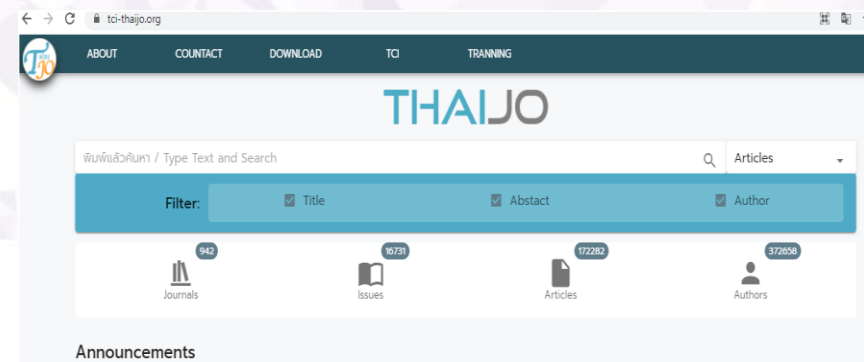 tci-thaijo.org
ABOUT COUNTACT DOWNLOAD TCI TRANNING
THAIJO
พิมพ์แล้วค้นหา / Type Text and Search Articles
Filter: Title Abstact Author
942 16731 172282 372658
Journals Issues Articles Authors
Announcements